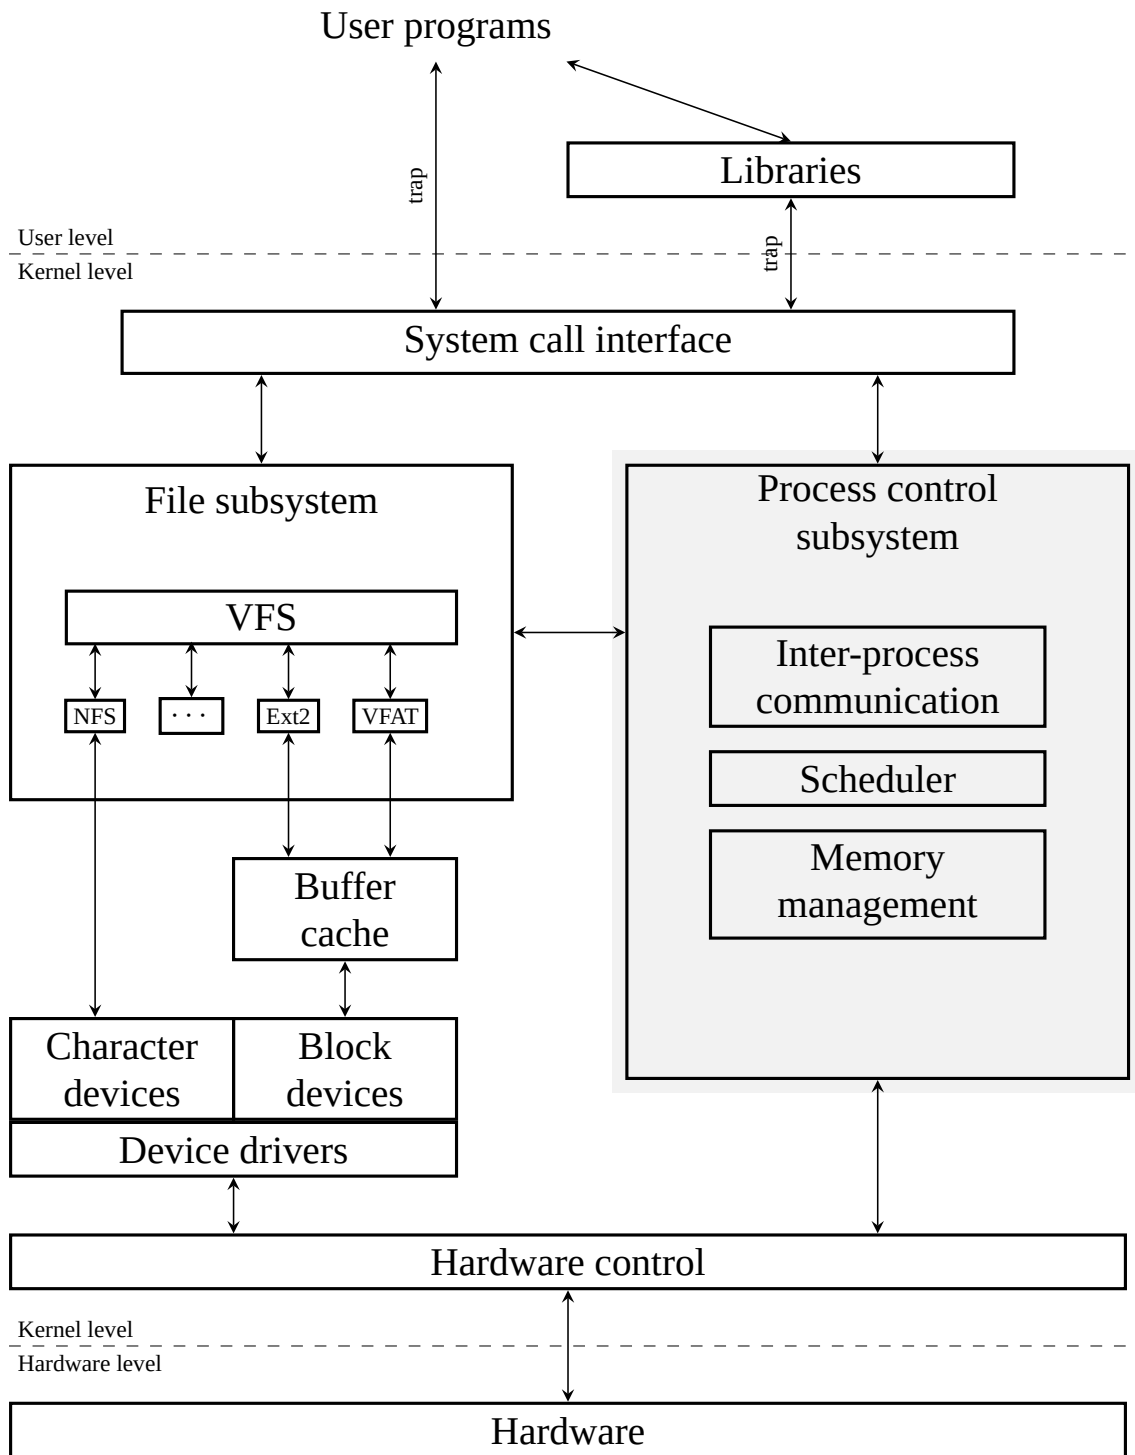 User programs
trap
Libraries
User level
trap
Kernel level
System call interface
File subsystem
Process control
subsystem
VFS
Inter-process
communication
NFS
· · ·
Ext2
VFAT
Scheduler
Memory
management
Buffer
cache
Character
devices
Block
devices
Device drivers
Hardware control
Kernel level
Hardware level
Hardware